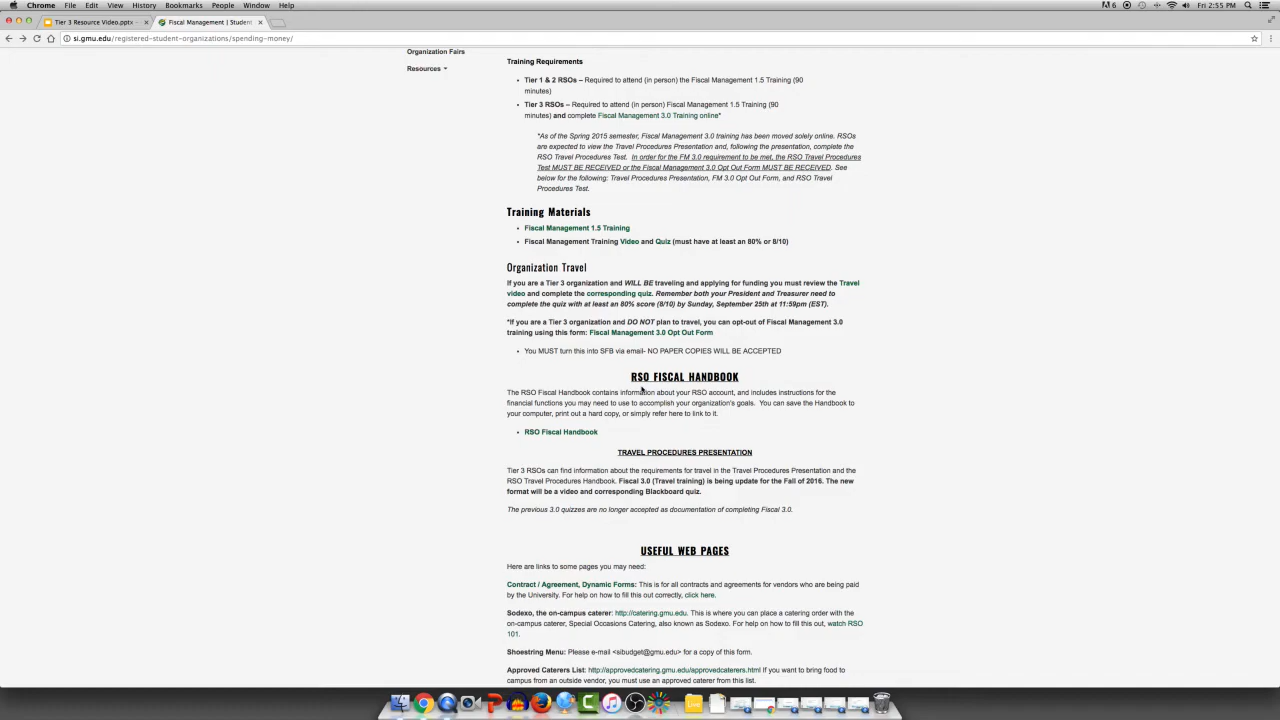 Chrome File Edit View History Bookmarks People Window Help
6 Fri 2:55 PM
Tier 3 Resource Video.pptx
Fiscal Management | Student
si.gmu.edu/registered-student-organizations/spending-money/
Organization Fairs
Resources
Training Requirements
• Tier 1 & 2 RSOs – Required to attend (in person) the Fiscal Management 1.5 Training (90
minutes)
• Tier 3 RSOs – Required to attend (in person) Fiscal Management 1.5 Training (90
minutes) and complete Fiscal Management 3.0 Training online*
*As of the Spring 2015 semester, Fiscal Management 3.0 training has been moved solely online. RSOs
are expected to view the Travel Procedures Presentation and, following the presentation, complete the
RSO Travel Procedures Test. In order for the FM 3.0 requirement to be met, the RSO Travel Procedures
Test MUST BE RECEIVED or the Fiscal Management 3.0 Opt Out Form MUST BE RECEIVED. See
below for the following: Travel Procedures Presentation, FM 3.0 Opt Out Form, and RSO Travel
Procedures Test.
Training Materials
• Fiscal Management 1.5 Training
• Fiscal Management Training Video and Quiz (must have at least an 80% or 8/10)
Organization Travel
If you are a Tier 3 organization and WILL BE traveling and applying for funding you must review the Travel
video and complete the corresponding quiz. Remember both your President and Treasurer need to
complete the quiz with at least an 80% score (8/10) by Sunday, September 25th at 11:59pm (EST).
*If you are a Tier 3 organization and DO NOT plan to travel, you can opt-out of Fiscal Management 3.0
training using this form: Fiscal Management 3.0 Opt Out Form
• You MUST turn this into SFB via email- NO PAPER COPIES WILL BE ACCEPTED
RSO FISCAL HANDBOOK
The RSO Fiscal Handbook contains information about your RSO account, and includes instructions for the
financial functions you may need to use to accomplish your organization's goals. You can save the Handbook to
your computer, print out a hard copy, or simply refer here to link to it.
• RSO Fiscal Handbook
TRAVEL PROCEDURES PRESENTATION
Tier 3 RSOs can find information about the requirements for travel in the Travel Procedures Presentation and the
RSO Travel Procedures Handbook. Fiscal 3.0 (Travel training) is being update for the Fall of 2016. The new
format will be a video and corresponding Blackboard quiz.
The previous 3.0 quizzes are no longer accepted as documentation of completing Fiscal 3.0.
USEFUL WEB PAGES
Here are links to some pages you may need:
Contract / Agreement, Dynamic Forms: This is for all contracts and agreements for vendors who are being paid
by the University. For help on how to fill this out correctly, click here.
Sodexo, the on-campus caterer: http://catering.gmu.edu. This is where you can place a catering order with the
on-campus caterer, Special Occasions Catering, also known as Sodexo. For help on how to fill this out, watch RSO
101.
Shoestring Menu: Please e-mail <sibudget@gmu.edu> for a copy of this form.
Approved Caterers List: http://approvedcatering.gmu.edu/approvedcaterers.html If you want to bring food to
campus from an outside vendor, you must use an approved caterer from this list.